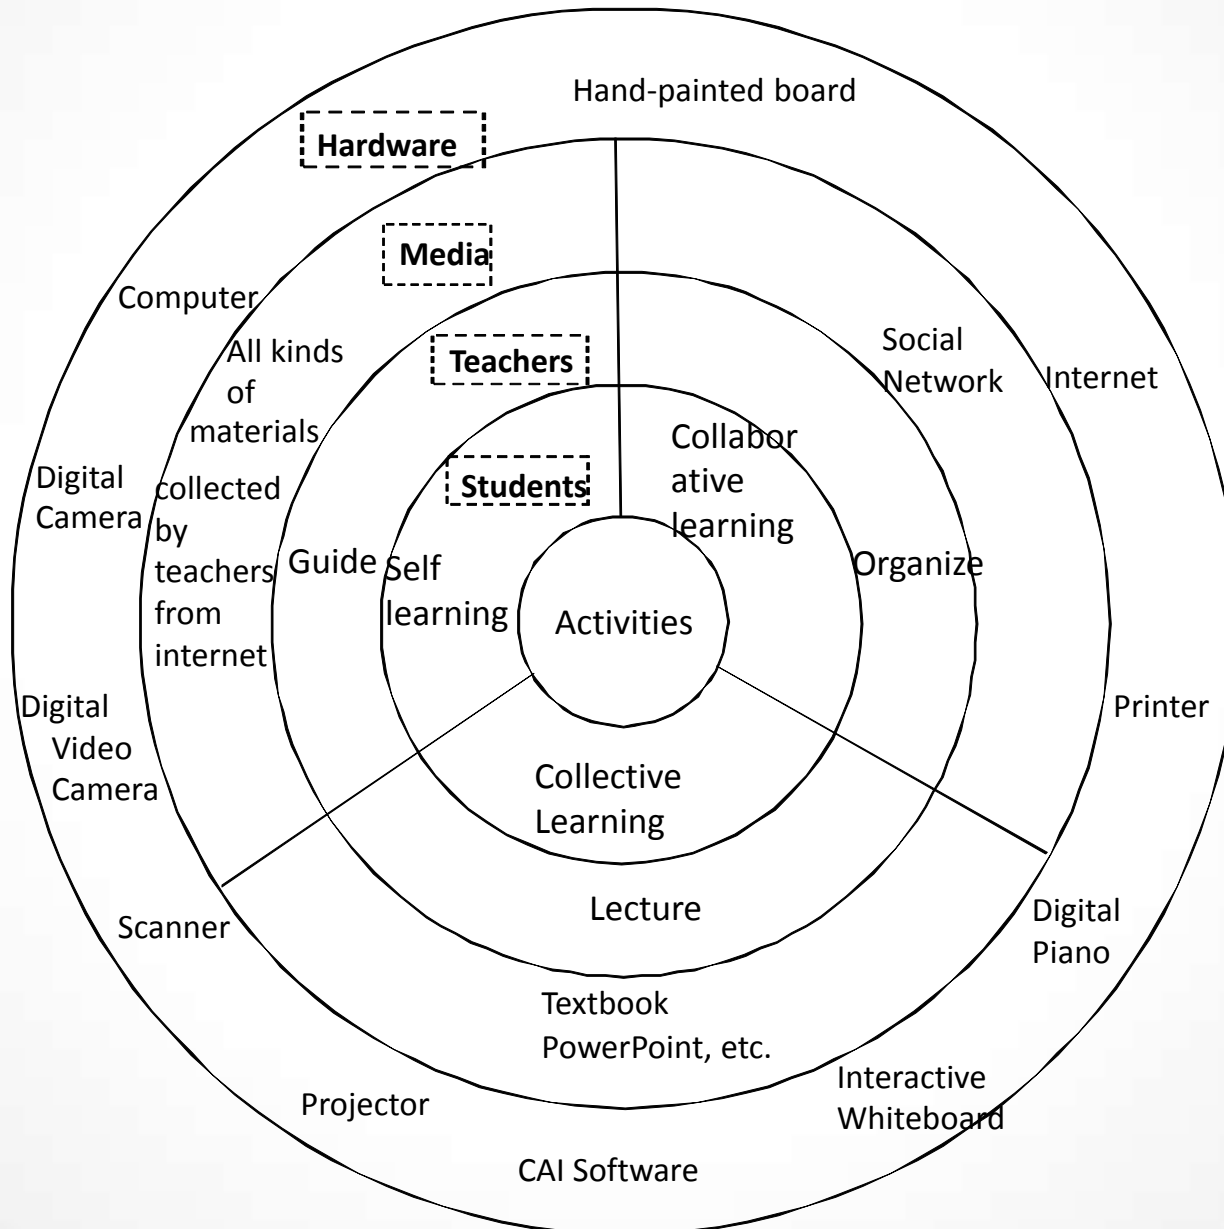 Hand-painted board
Hardware
Media
Computer
Teachers
Social
Network
All kinds
of
materials
Internet
Collabor
ative
learning
Students
Digital
Camera
collected
by
teachers
from
internet
Guide
Self
learning
Organize
Activities
Digital
Video
Camera
Printer
Collective
Learning
Lecture
Scanner
Digital
Piano
Textbook
PowerPoint, etc.
Interactive
Whiteboard
Projector
CAI Software